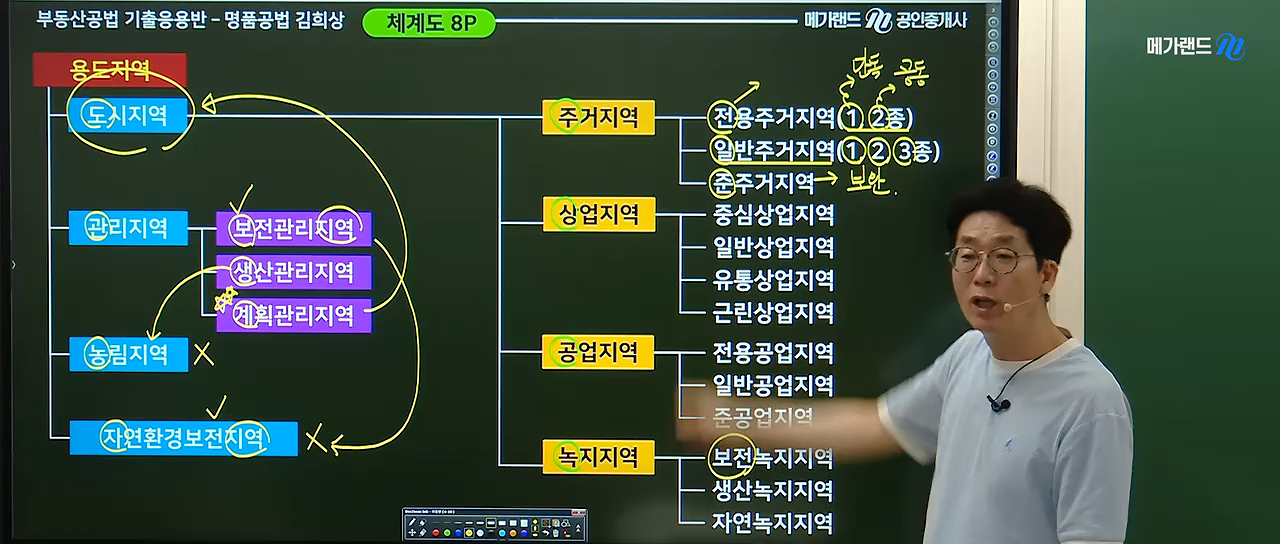 부동산공법 기출응용반 - 명품공법 김희상
체계도 8P
메가랜드 공인중개사
메가랜드
용도지역
도시지역
관리지역
보전관리지역
생산관리지역
계획관리지역
농림지역
자연환경보전지역
주거지역
단독 공동
전용주거지역(1, 2종)
일반주거지역(1, 2, 3종)
준주거지역
보완.
상업지역
중심상업지역
일반상업지역
유통상업지역
근린상업지역
공업지역
전용공업지역
일반공업지역
준공업지역
녹지지역
보전녹지지역
생산녹지지역
자연녹지지역